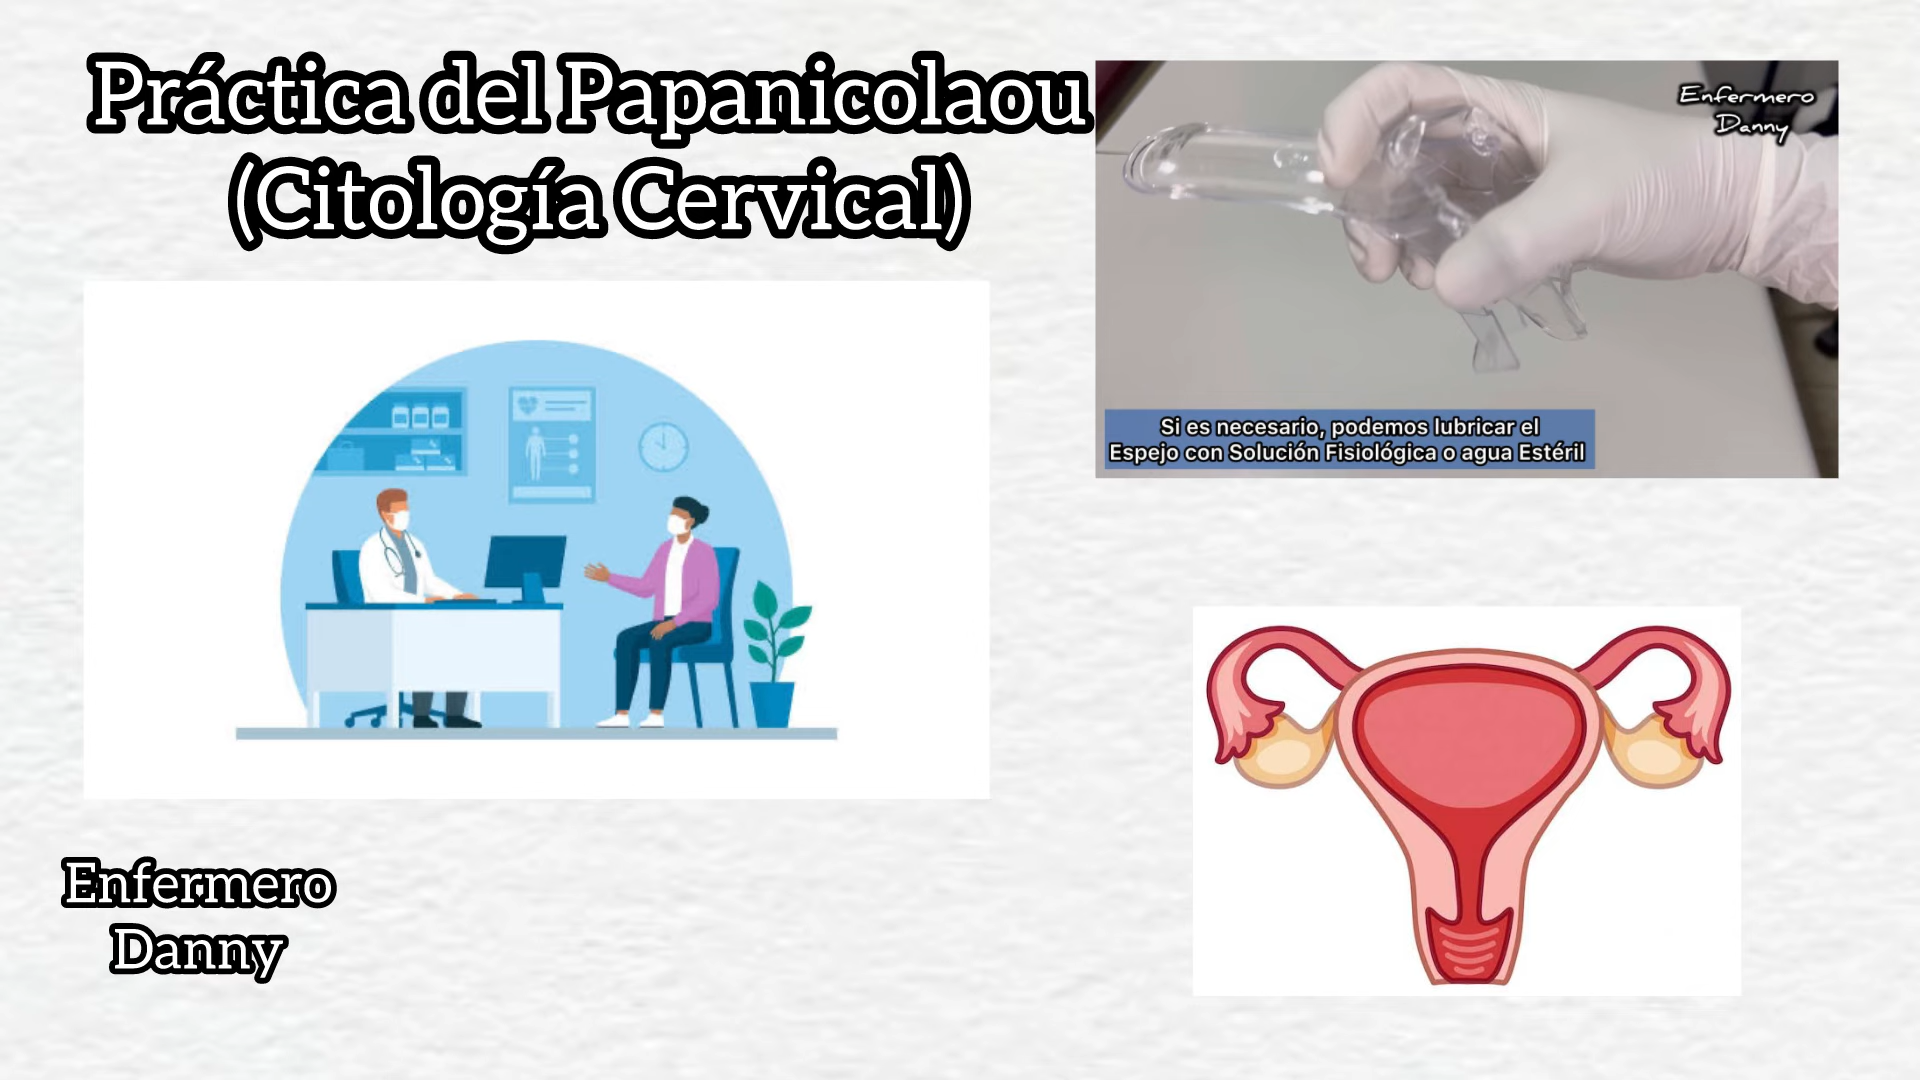 Práctica del Papanicolaou
(Citología Cervical)
Enfermero
Danny
Si es necesario, podemos lubricar el
Espejo con Solución Fisiológica o agua Estéril
Enfermero
Danny